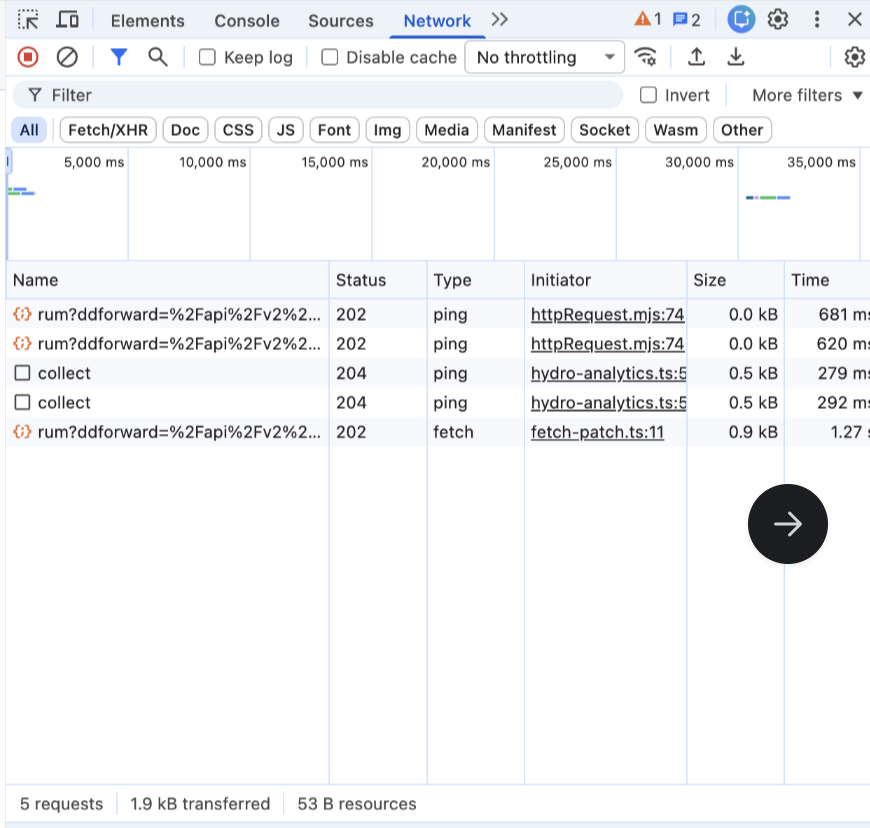 Elements Console Sources Network 1 2
Keep log Disable cache No throttling
Filter Invert More filters
All Fetch/XHR Doc CSS JS Font Img Media Manifest Socket Wasm Other
5,000 ms 10,000 ms 15,000 ms 20,000 ms 25,000 ms 30,000 ms 35,000 ms
Name Status Type Initiator Size Time
rum?ddforward=%2Fapi%2Fv2%2... 202 ping httpRequest.mjs:74 0.0 kB 681 ms
rum?ddforward=%2Fapi%2Fv2%2... 202 ping httpRequest.mjs:74 0.0 kB 620 ms
collect 204 ping hydro-analytics.ts:5 0.5 kB 279 ms
collect 204 ping hydro-analytics.ts:5 0.5 kB 292 ms
rum?ddforward=%2Fapi%2Fv2%2... 202 fetch fetch-patch.ts:11 0.9 kB 1.27 s
5 requests 1.9 kB transferred 53 B resources